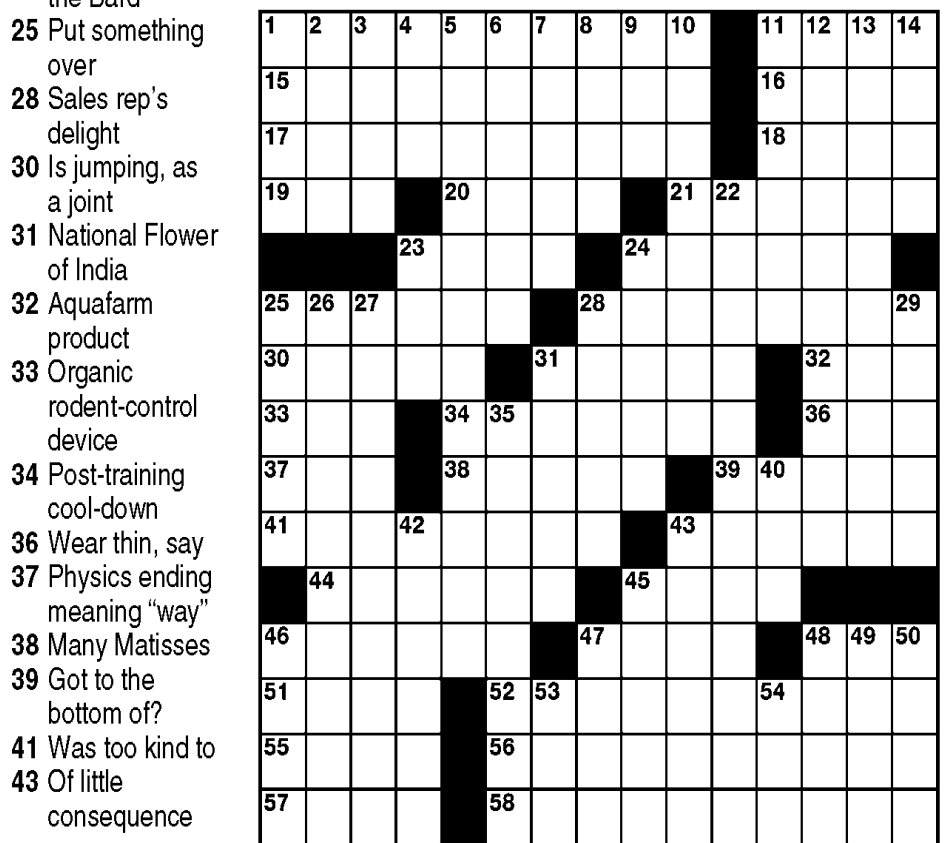 the Bard
25 Put something
over
28 Sales rep's
delight
30 Is jumping, as
a joint
31 National Flower
of India
32 Aquafarm
product
33 Organic
rodent-control
device
34 Post-training
cool-down
36 Wear thin, say
37 Physics ending
meaning “way”
38 Many Matisses
39 Got to the
bottom of?
41 Was too kind to
43 Of little
consequence
1 2 3 4 5 6 7 8 9 10 11 12 13 14
15 16
17 18
19 20 21 22
23 24
25 26 27 28 29
30 31 32
33 34 35 36
37 38 39 40
41 42 43
44 45
46 47 48 49 50
51 52 53 54
55 56
57 58